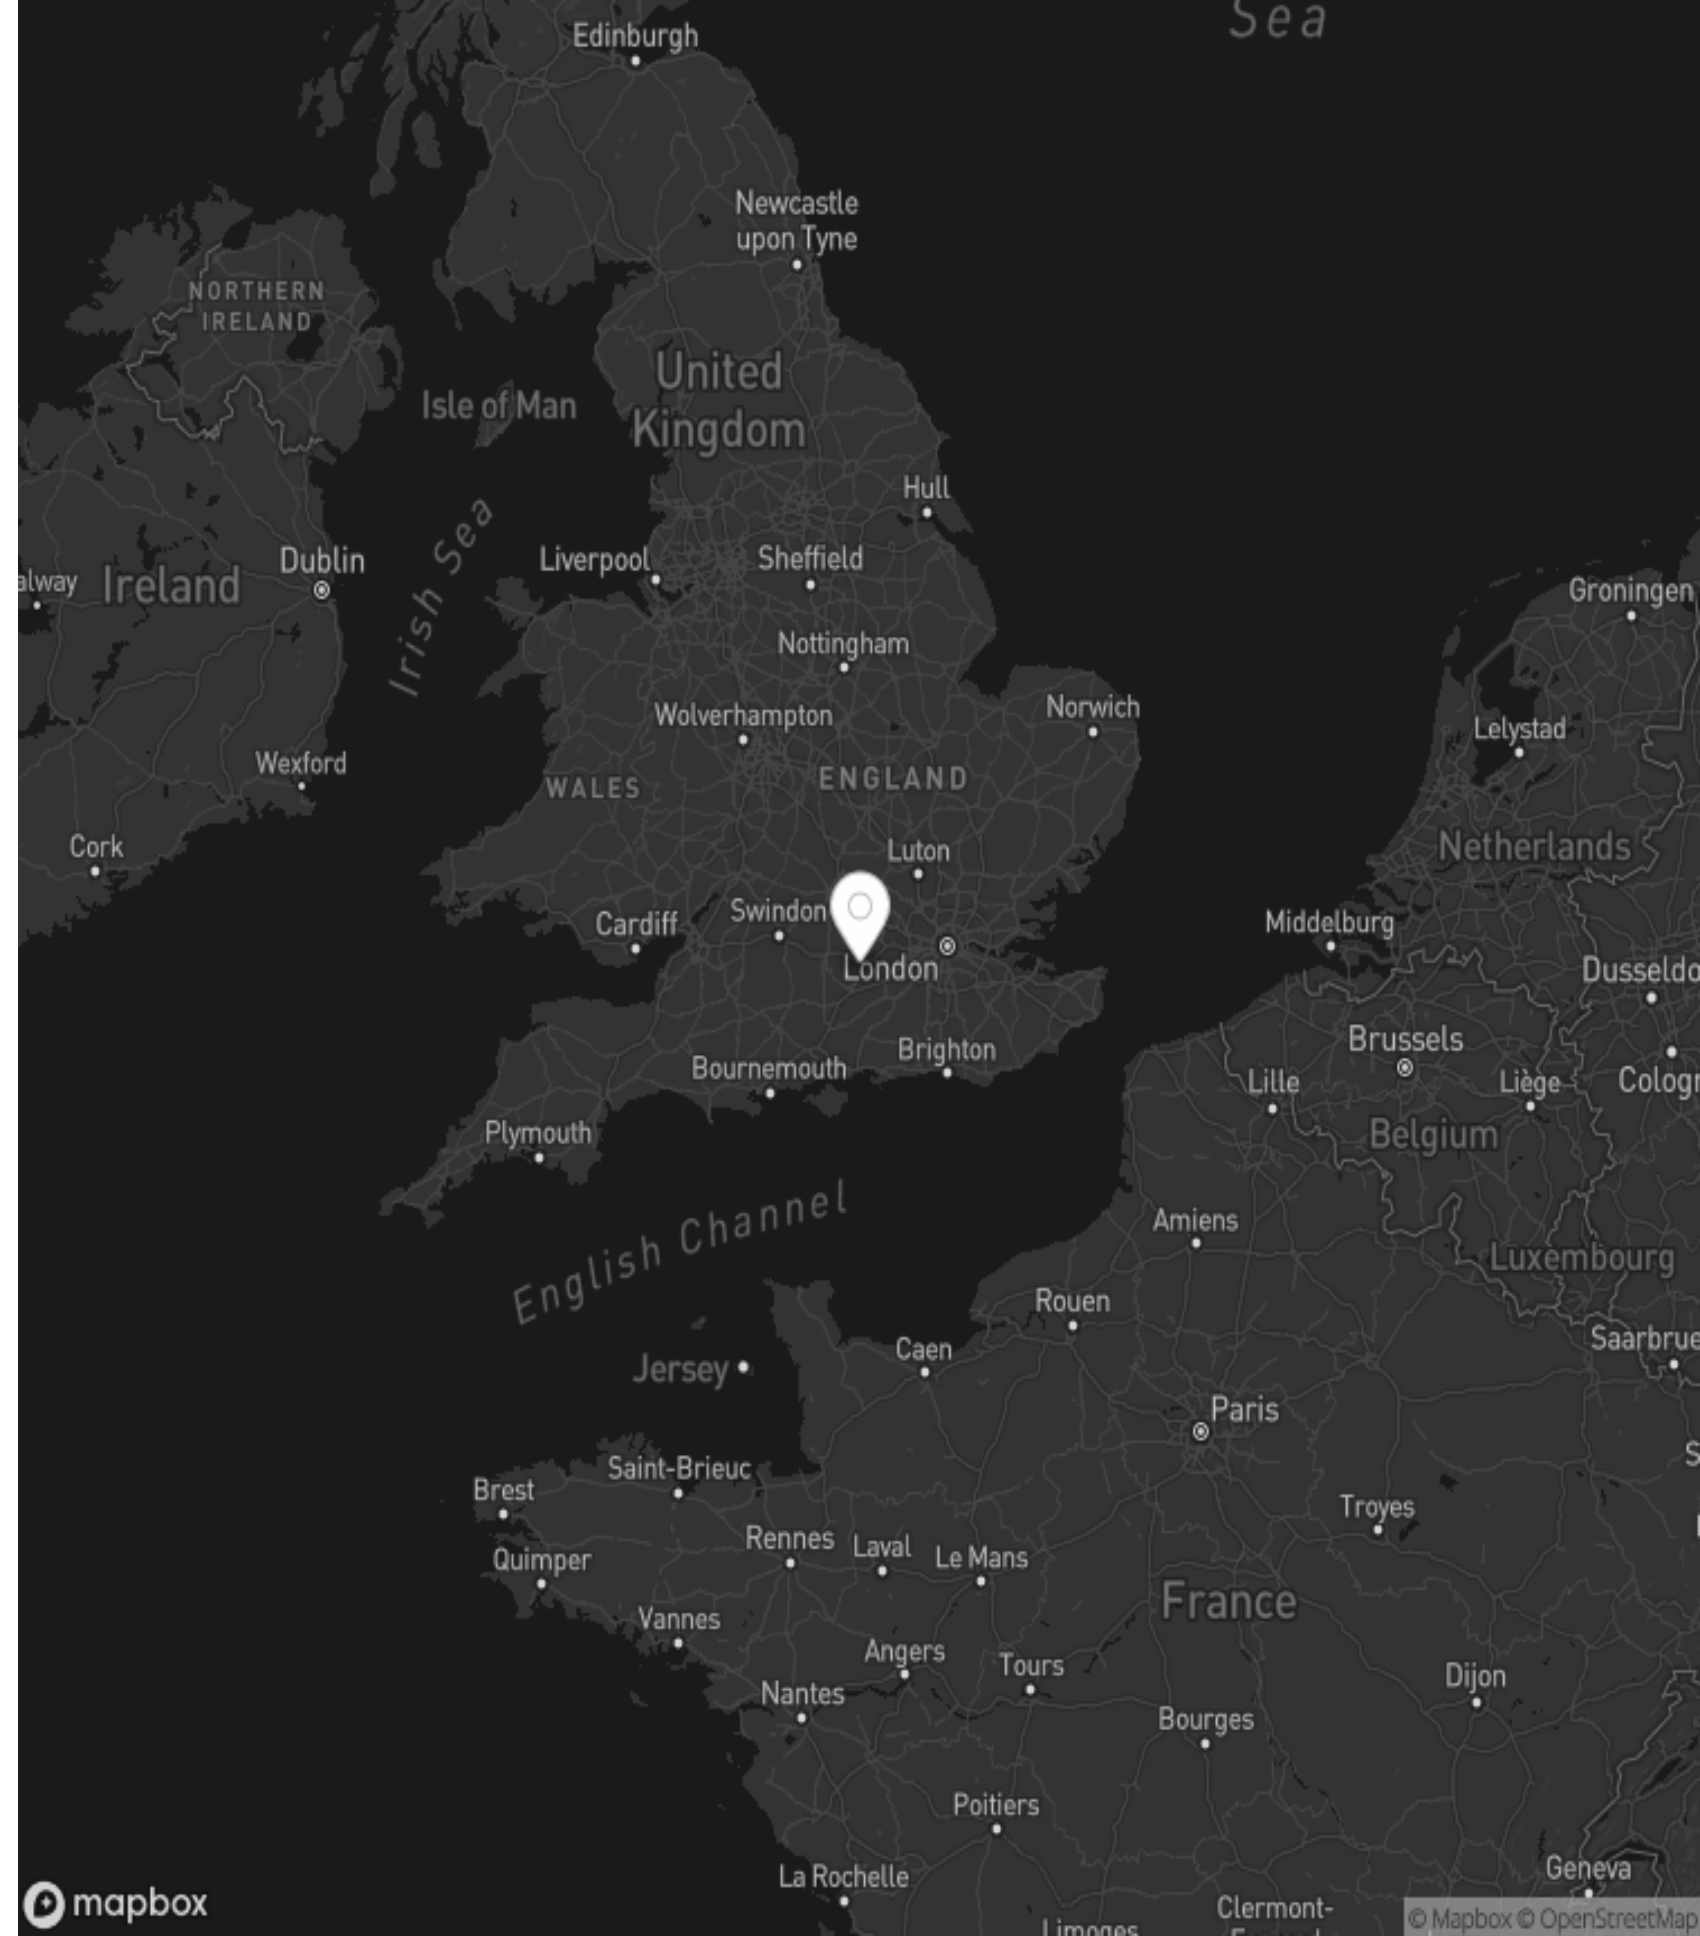 Sea
Edinburgh
Newcastle
upon Tyne
NORTHERN
IRELAND
United
Kingdom
Isle of Man
Hull
Irish Sea
Dublin
Liverpool
Sheffield
alway
Ireland
Groningen
Nottingham
Norwich
Wolverhampton
Lelystad
Wexford
WALES
ENGLAND
Cork
Luton
Netherlands
Swindon
Cardiff
Middelburg
London
Dusseldo
Brussels
Brighton
Bournemouth
Lille
Liège
Colog
Plymouth
Belgium
English Channel
Amiens
Luxembourg
Rouen
Saarbrue
Caen
Jersey
Paris
Saint-Brieuc
Brest
Troyes
Rennes
Laval
Le Mans
Quimper
France
Vannes
Angers
Tours
Dijon
Nantes
Bourges
Poitiers
La Rochelle
Geneva
mapbox
Clermont-
Limoges
© Mapbox © OpenStreetMap